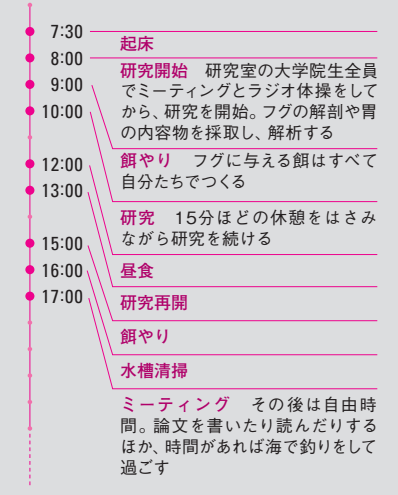 7:30
起床
8:00
研究開始　研究室の大学院生全員
でミーティングとラジオ体操をして
から、研究を開始。フグの解剖や胃
の内容物を採取し、解析する
9:00
餌やり　フグに与える餌はすべて
自分たちでつくる
10:00
研究　15分ほどの休憩をはさみ
ながら研究を続ける
12:00
昼食
13:00
研究再開
15:00
餌やり
16:00
水槽清掃
17:00
ミーティング　その後は自由時
間。論文を書いたり読んだりする
ほか、時間があれば海で釣りをして
過ごす